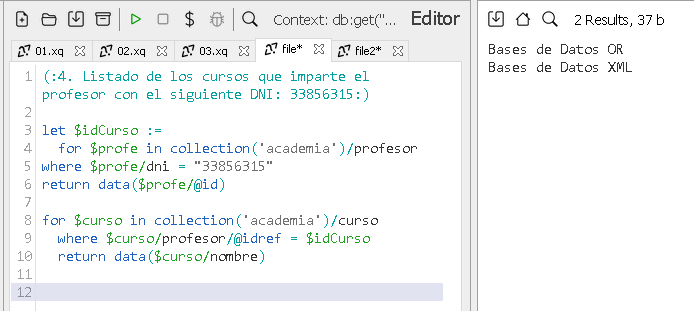 Context: db:get("...
Editor
2 Results, 37 b
01.xq
02.xq
03.xq
file*
file2*
1 (:4. Listado de los cursos que imparte el
profesor con el siguiente DNI: 33856315:)
2
3 let $idCurso :=
4 for $profe in collection('academia')/profesor
5 where $profe/dni = "33856315"
6 return data($profe/@id)
7
8 for $curso in collection('academia')/curso
9 where $curso/profesor/@idref = $idCurso
10 return data($curso/nombre)
11
12
Bases de Datos OR
Bases de Datos XML